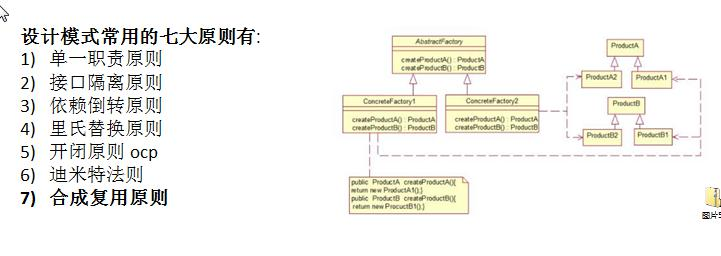 设计模式常用的七大原则有:
1) 单一职责原则
2) 接口隔离原则
3) 依赖倒转原则
4) 里氏替换原则
5) 开闭原则 ocp
6) 迪米特法则
7) 合成复用原则
AbstractFactory
createProductA() : ProductA
createProductB() : ProductB
ConcreteFactory1
createProductA() : ProductA
createProductB() : ProductB
ConcreteFactory2
createProductA() : ProductA
createProductB() : ProductB
ProductA
ProductA2
ProductA1
ProductB
ProductB2
ProductB1
public ProductA createProductA(){
return new ProductA1();}
public ProductB createProductB(){
return new ProcuctB1();}
图片